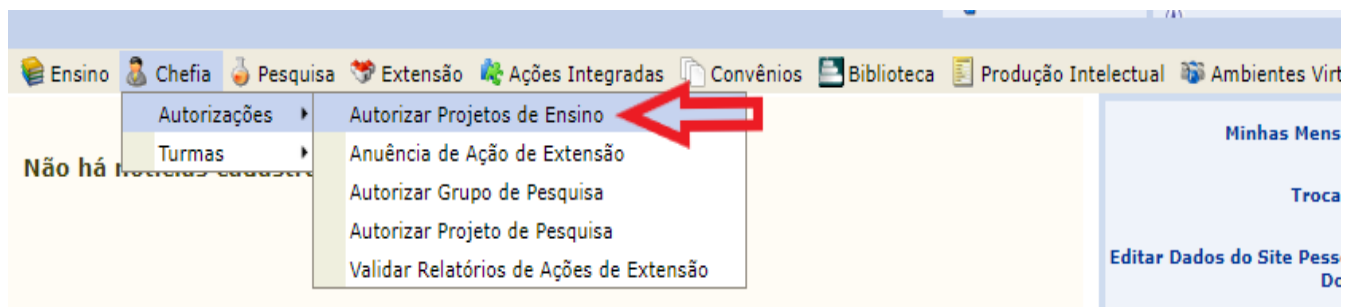 Ensino Chefia Pesquisa Extensão Ações Integradas Convênios Biblioteca Produção Intelectual Ambientes Virt
Autorizações
Turmas
Autorizar Projetos de Ensino
Anuência de Ação de Extensão
Autorizar Grupo de Pesquisa
Autorizar Projeto de Pesquisa
Validar Relatórios de Ações de Extensão
Não há
Minhas Mens
Troca
Editar Dados do Site Pess
Do